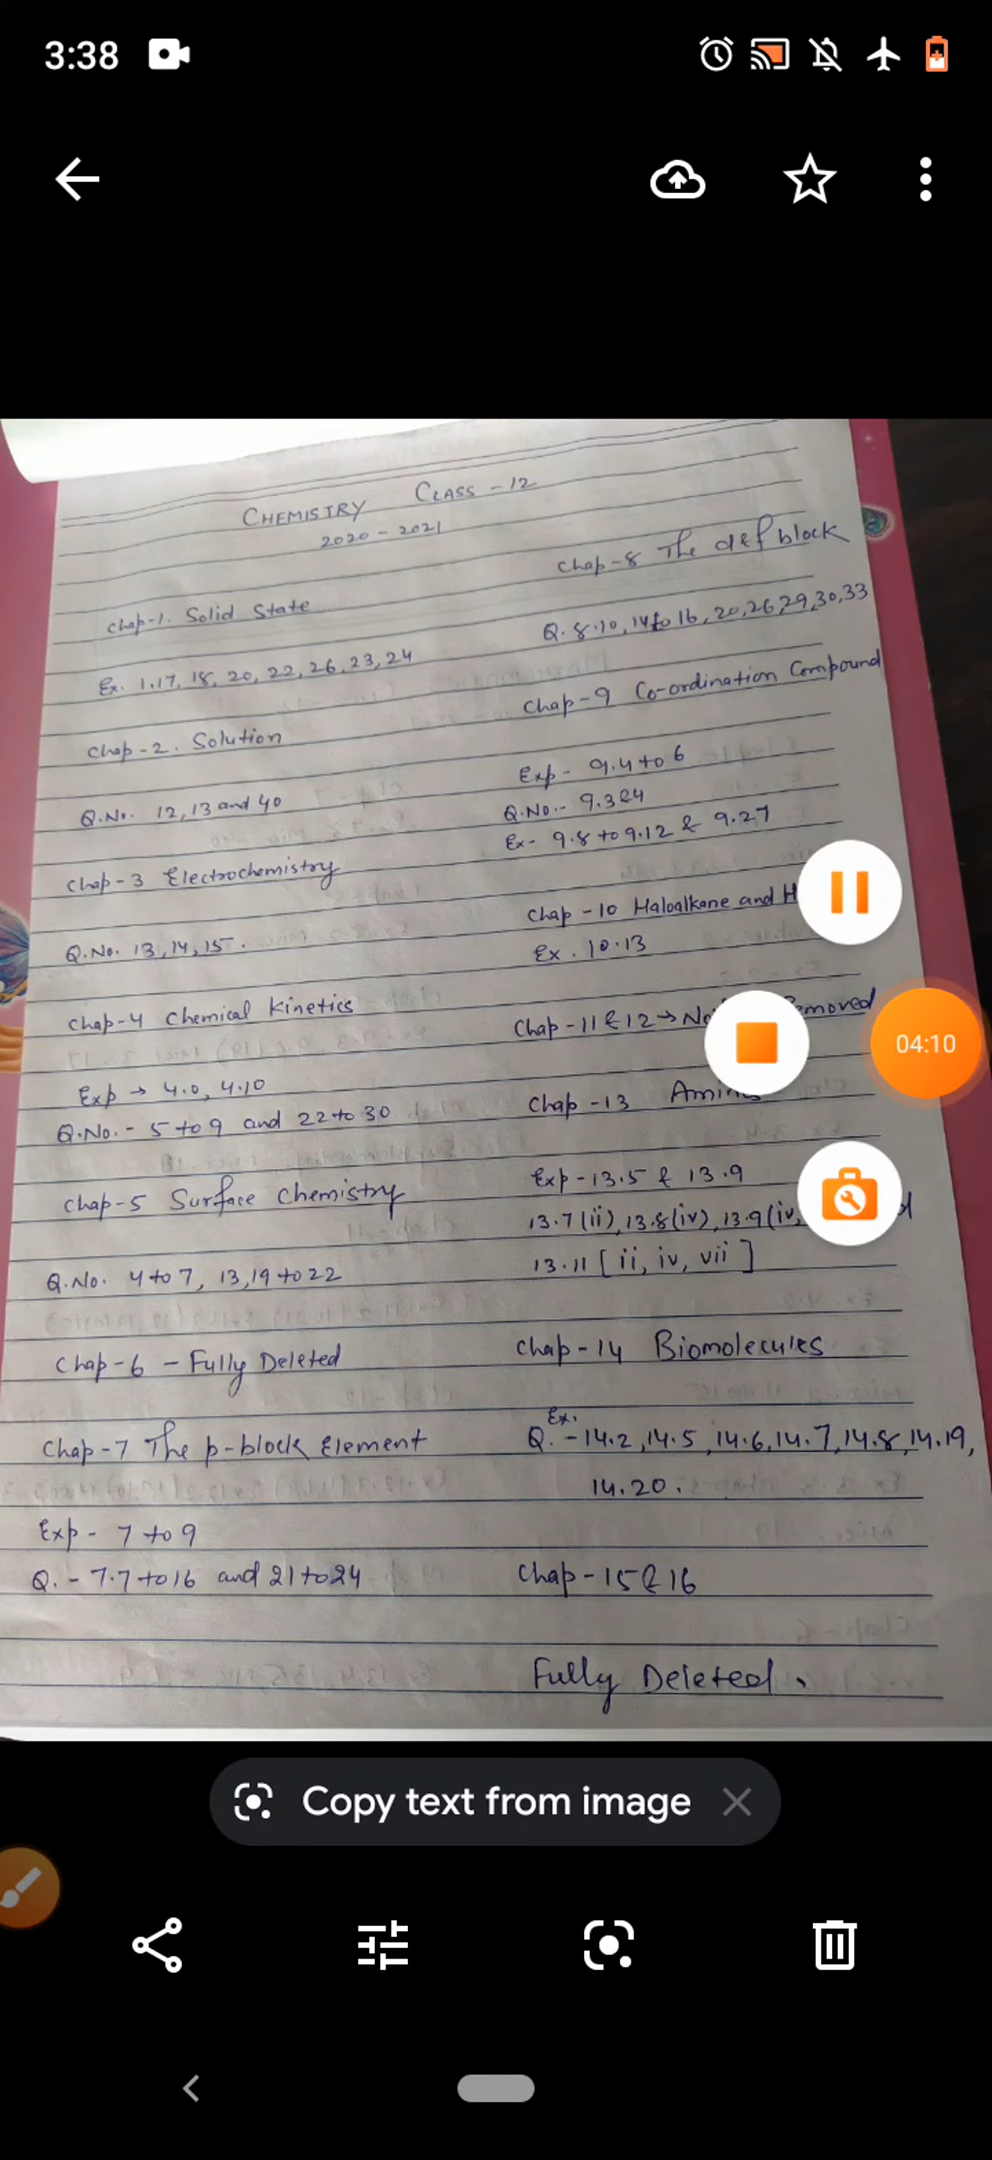 3:38
CHEMISTRY CLASS - 12
2020 - 2021
Chap-1. Solid State
Ex. 1.17, 18, 20, 22, 26, 23, 24
Chap-2. Solution
Q.No. 12, 13 and 40
Chap-3 Electrochemistry
Q.No. 13, 14, 15.
Chap-4 Chemical Kinetics
Exp → 4.0, 4.10
Q.No. - 5 to 9 and 22 to 30
Chap-5 Surface Chemistry
Q.No. 4 to 7, 13, 19 to 22
Chap-6 - Fully Deleted
Chap-7 The p-block Element
Exp - 7 to 9
Q. - 7.7 to 16 and 21 to 24
Chap-8 The d&f block
Q. 8.10, 14 to 16, 20, 26, 29, 30, 33
Chap-9 Co-ordination Compound
Exp - 9.4 to 6
Q.No.- 9.3&4
Ex- 9.8 to 9.12 & 9.27
Chap-10 Haloalkane and H
Ex. 10.13
Chap-11&12→
Chap-13
Exp-13.5 & 13.9
13.7(ii), 13.8(iv), 13.9(iv,
13.11 [ii, iv, vii]
Chap-14 Biomolecules
Ex.
Q. -14.2, 14.5, 14.6, 14.7, 14.8, 14.19,
14.20.
Chap-15&16
Fully Deleted.
04:10
Copy text from image